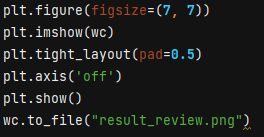 plt.figure(figsize=(7, 7))
plt.imshow(wc)
plt.tight_layout(pad=0.5)
plt.axis('off')
plt.show()
wc.to_file("result_review.png")